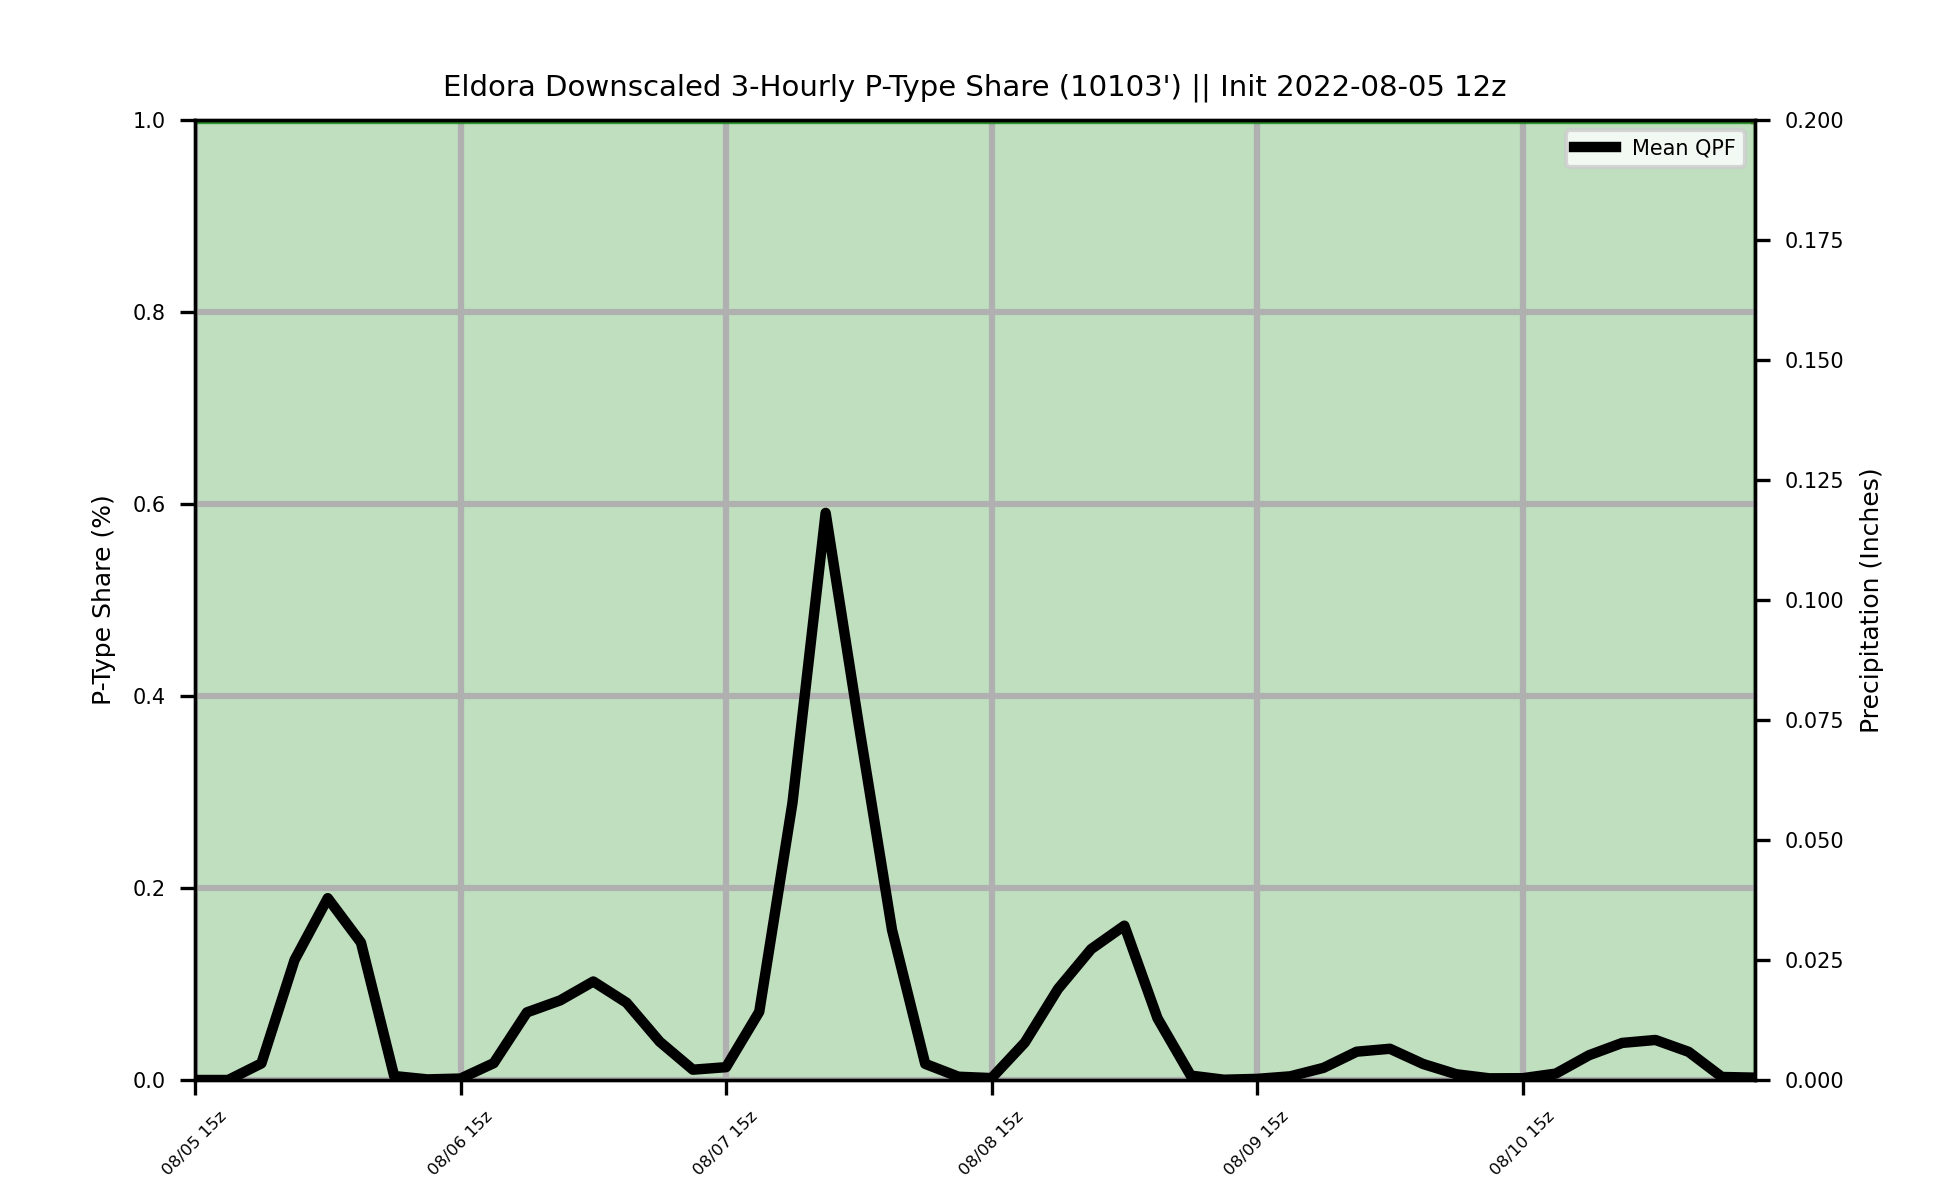 Eldora Downscaled 3-Hourly P-Type Share (10103') || Init 2022-08-05 12z
1.0
0.8
0.6
0.4
0.2
0.0
P-Type Share (%)
Mean QPF
0.200
0.175
0.150
0.125
0.100
0.075
0.050
0.025
0.000
Precipitation (Inches)
08/05 15z
08/06 15z
08/07 15z
08/08 15z
08/09 15z
08/10 15z